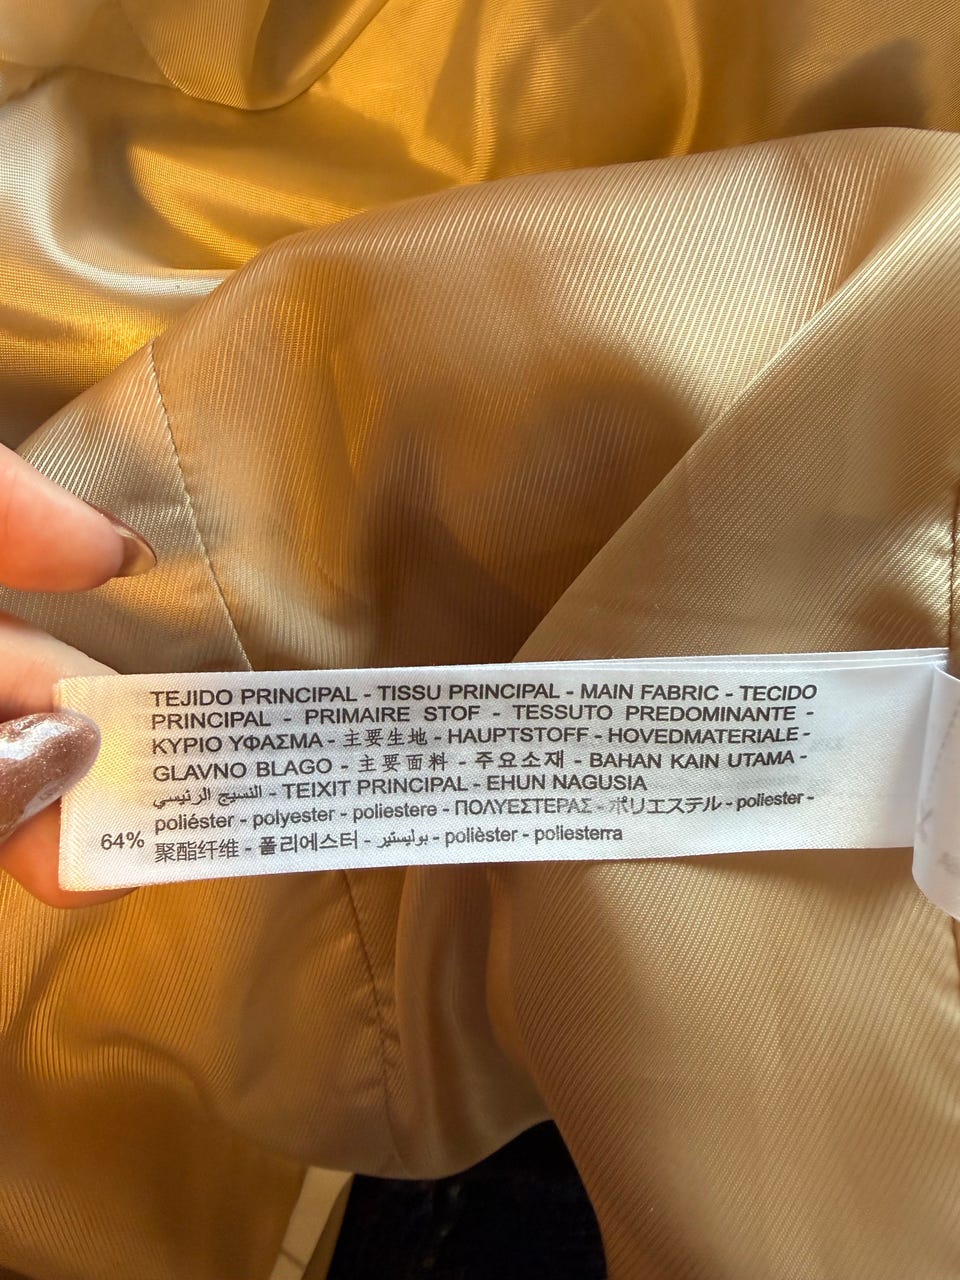 TEJIDO PRINCIPAL - TISSU PRINCIPAL - MAIN FABRIC - TECIDO
PRINCIPAL - PRIMAIRE STOF - TESSUTO PREDOMINANTE -
ΚΥΡΙΟ ΥΦΑΣΜΑ - 主要生地 - HAUPTSTOFF - HOVEDMATERIALE -
GLAVNO BLAGO - 主要面料 - 주요소재 - BAHAN KAIN UTAMA -
النسيج الرئيسي - TEIXIT PRINCIPAL - EHUN NAGUSIA
poliéster - polyester - poliestere - ΠΟΛΥΕΣΤΕΡΑΣ - ポリエステル - poliester -
64% 聚酯纤维 - 폴리에스터 - بوليستير - polièster - poliesterra